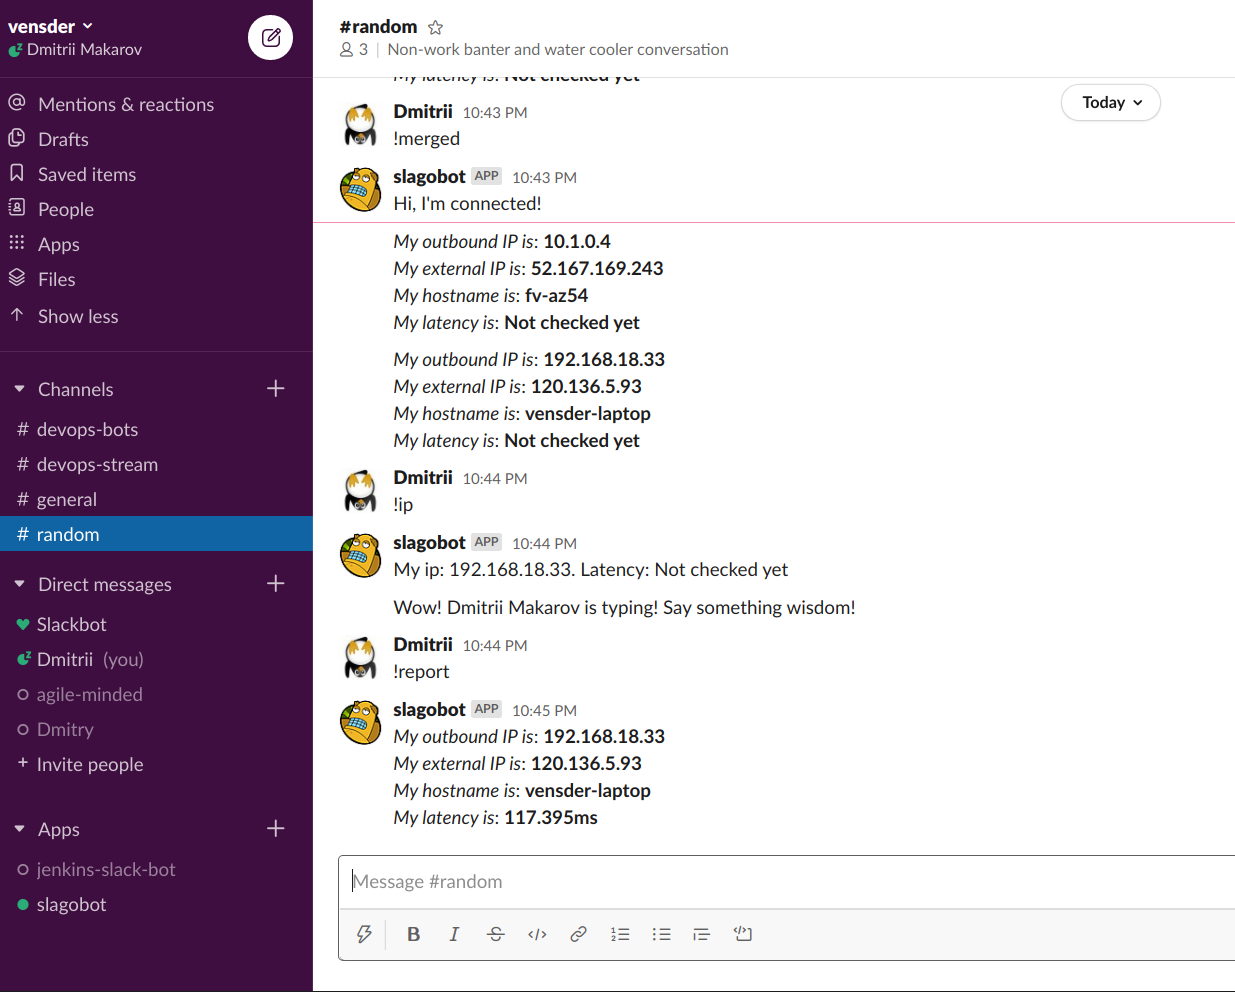 vensder
Dmitrii Makarov
Mentions & reactions
Drafts
Saved items
People
Apps
Files
Show less
Channels
# devops-bots
# devops-stream
# general
# random
Direct messages
Slackbot
Dmitrii (you)
agile-minded
Dmitry
+ Invite people
Apps
jenkins-slack-bot
slagobot
#random
3 | Non-work banter and water cooler conversation
My latency is: Not checked yet
Today
Dmitrii 10:43 PM
!merged
slagobot APP 10:43 PM
Hi, I'm connected!
My outbound IP is: 10.1.0.4
My external IP is: 52.167.169.243
My hostname is: fv-az54
My latency is: Not checked yet
My outbound IP is: 192.168.18.33
My external IP is: 120.136.5.93
My hostname is: vensder-laptop
My latency is: Not checked yet
Dmitrii 10:44 PM
!ip
slagobot APP 10:44 PM
My ip: 192.168.18.33. Latency: Not checked yet
Wow! Dmitrii Makarov is typing! Say something wisdom!
Dmitrii 10:44 PM
!report
slagobot APP 10:45 PM
My outbound IP is: 192.168.18.33
My external IP is: 120.136.5.93
My hostname is: vensder-laptop
My latency is: 117.395ms
Message #random
B I S </>